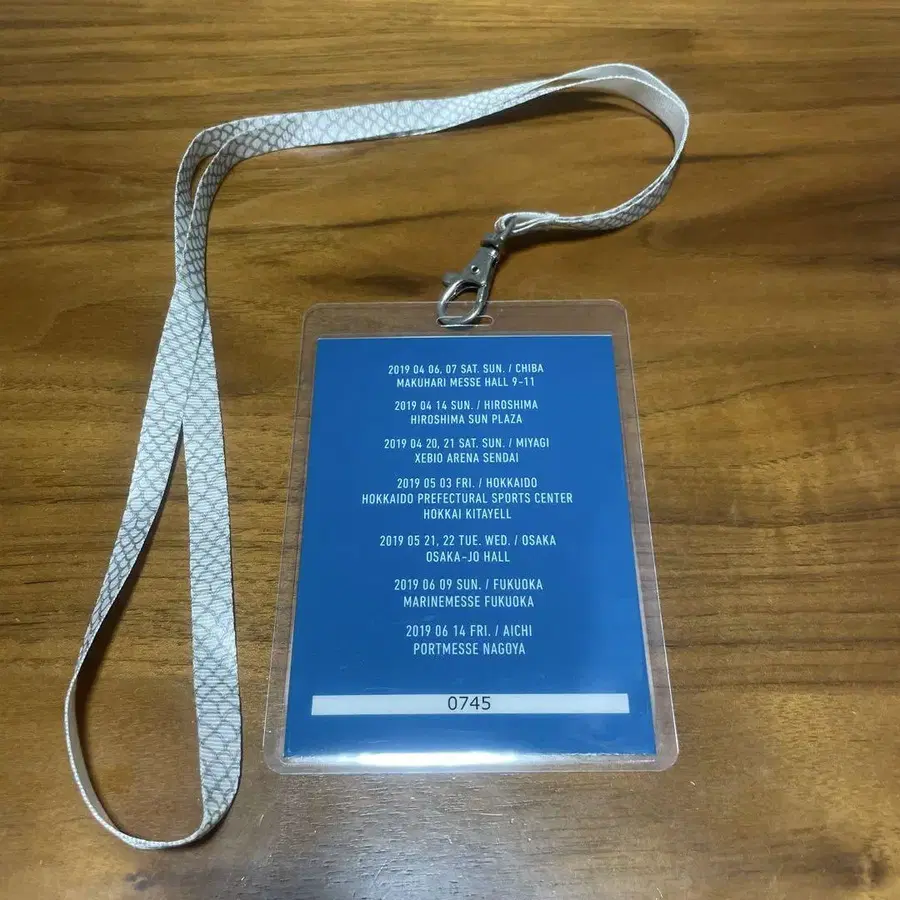 2019 04 06, 07 SAT. SUN. / CHIBA
MAKUHARI MESSE HALL 9-11
2019 04 14 SUN. / HIROSHIMA
HIROSHIMA SUN PLAZA
2019 04 20, 21 SAT. SUN. / MIYAGI
XEBIO ARENA SENDAI
2019 05 03 FRI. / HOKKAIDO
HOKKAIDO PREFECTURAL SPORTS CENTER
HOKKAI KITAYELL
2019 05 21, 22 TUE. WED. / OSAKA
OSAKA-JO HALL
2019 06 09 SUN. / FUKUOKA
MARINEMESSE FUKUOKA
2019 06 14 FRI. / AICHI
PORTMESSE NAGOYA
0745